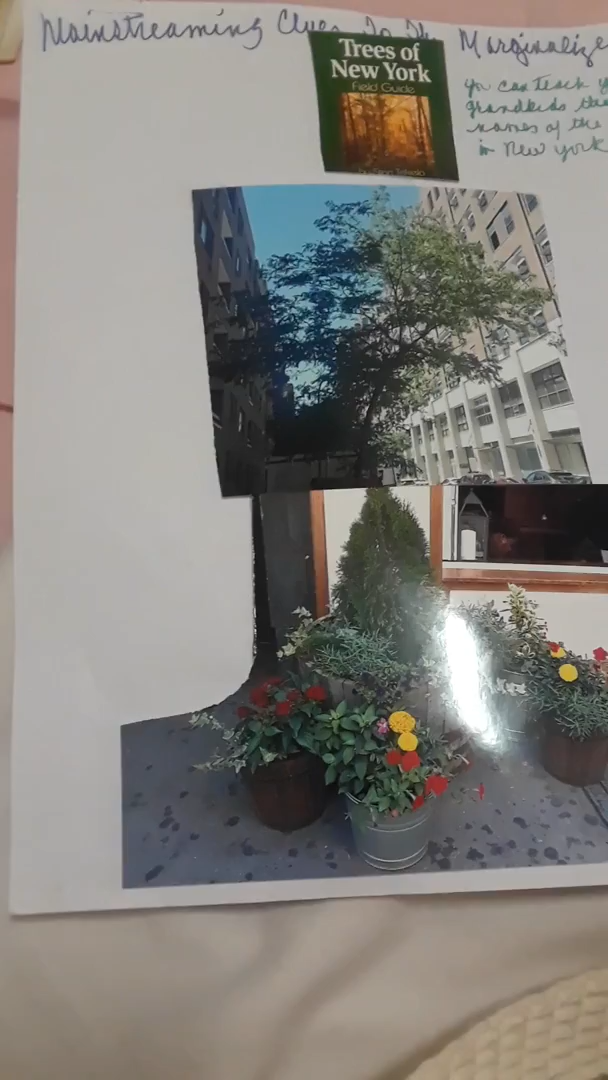 Mainstreaming Clues To The Marginalize
Trees of
New York
Field Guide
you can teach y
grandkids the
names of the
in New york